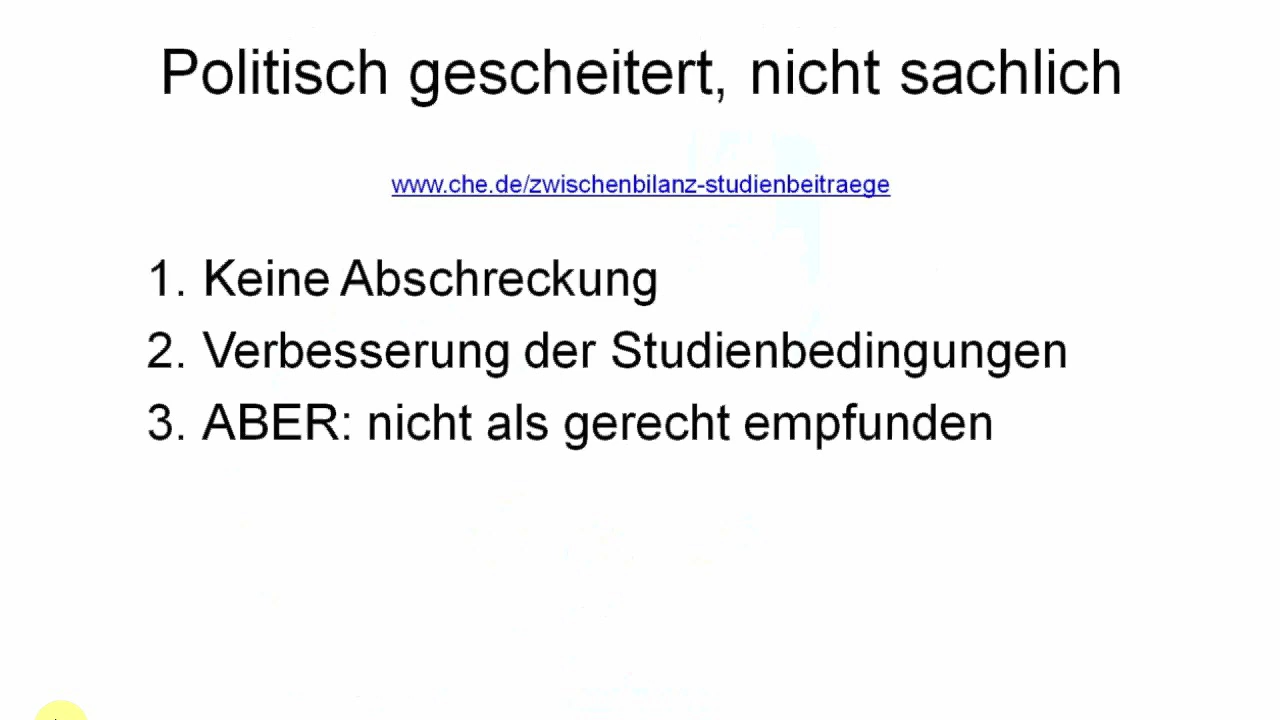 Politisch gescheitert, nicht sachlich
www.che.de/zwischenbilanz-studienbeitraege
1. Keine Abschreckung
2. Verbesserung der Studienbedingungen
3. ABER: nicht als gerecht empfunden